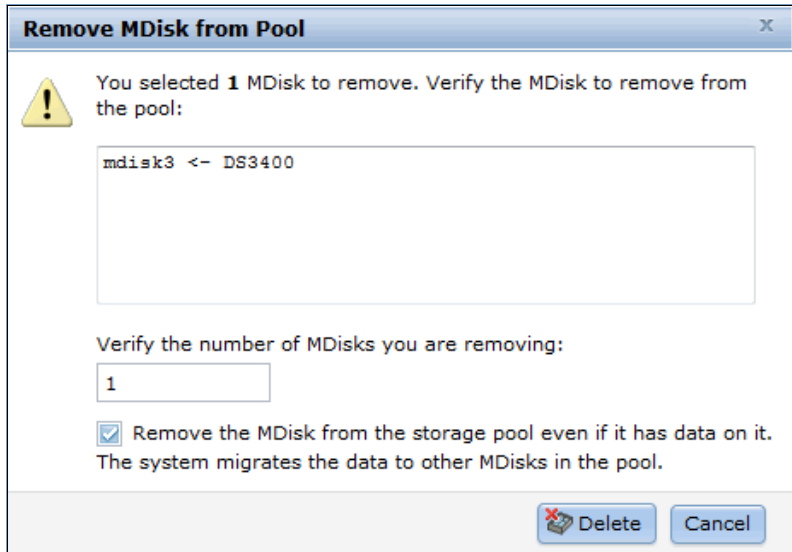 Remove MDisk from Pool
x
You selected 1 MDisk to remove. Verify the MDisk to remove from
the pool:
mdisk3 <- DS3400
Verify the number of MDisks you are removing:
1
Remove the MDisk from the storage pool even if it has data on it.
The system migrates the data to other MDisks in the pool.
Delete
Cancel